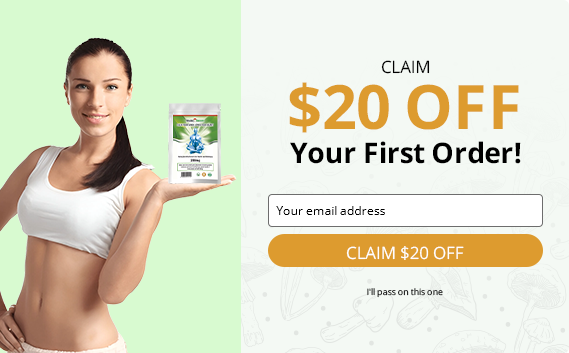 CLAIM
$20 OFF
Your First Order!
Your email address
CLAIM $20 OFF
I'll pass on this one